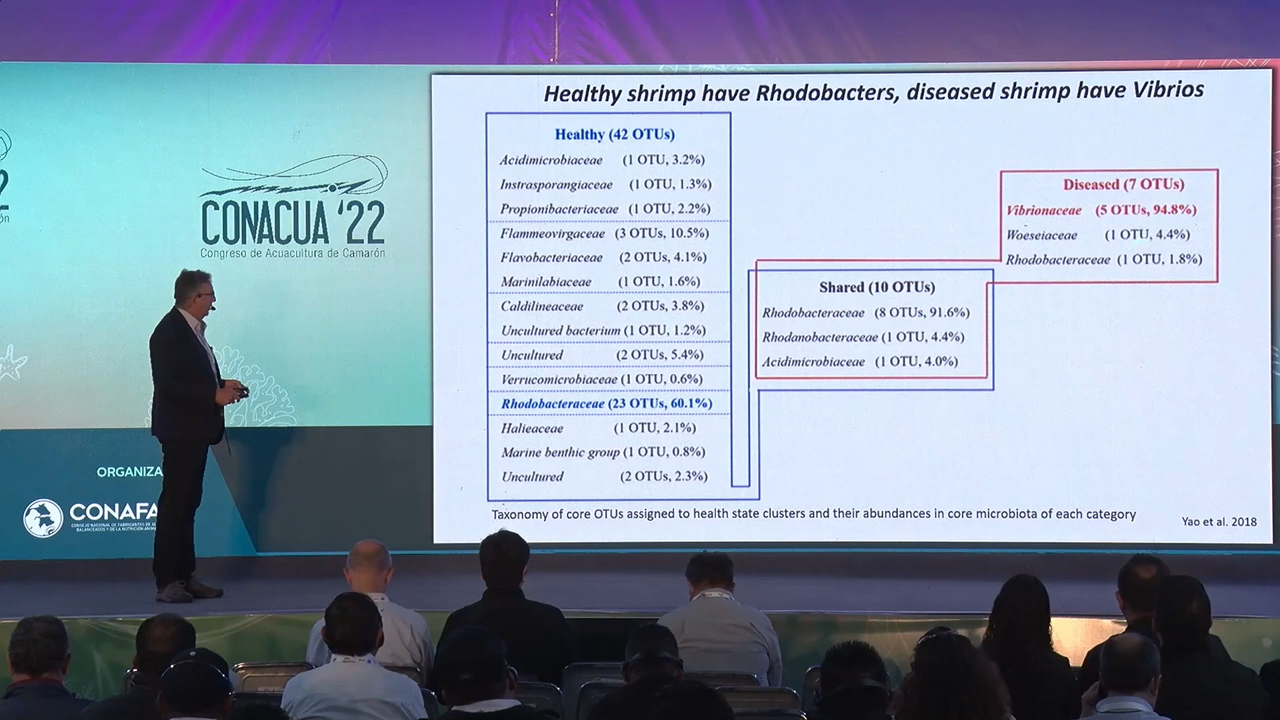 Healthy shrimp have Rhodobacters, diseased shrimp have Vibrios
Healthy (42 OTUs)
Acidimicrobiaceae (1 OTU, 3.2%)
Instrasporangiaceae (1 OTU, 1.3%)
Propionibacteriaceae (1 OTU, 2.2%)
Flammeovirgaceae (3 OTUs, 10.5%)
Flavobacteriaceae (2 OTUs, 4.1%)
Marinilabiaceae (1 OTU, 1.6%)
Caldilineaceae (2 OTUs, 3.8%)
Uncultured bacterium (1 OTU, 1.2%)
Uncultured (2 OTUs, 5.4%)
Verrucomicrobiaceae (1 OTU, 0.6%)
Rhodobacteraceae (23 OTUs, 60.1%)
Halieaceae (1 OTU, 2.1%)
Marine benthic group (1 OTU, 0.8%)
Uncultured (2 OTUs, 2.3%)
Shared (10 OTUs)
Rhodobacteraceae (8 OTUs, 91.6%)
Rhodanobacteraceae (1 OTU, 4.4%)
Acidimicrobiaceae (1 OTU, 4.0%)
Diseased (7 OTUs)
Vibrionaceae (5 OTUs, 94.8%)
Woeseiaceae (1 OTU, 4.4%)
Rhodobacteraceae (1 OTU, 1.8%)
Taxonomy of core OTUs assigned to health state clusters and their abundances in core microbiota of each category
Yao et al. 2018
CONACUA '22
Congreso de Acuacultura de Camarón
ORGANIZA
CONAFA